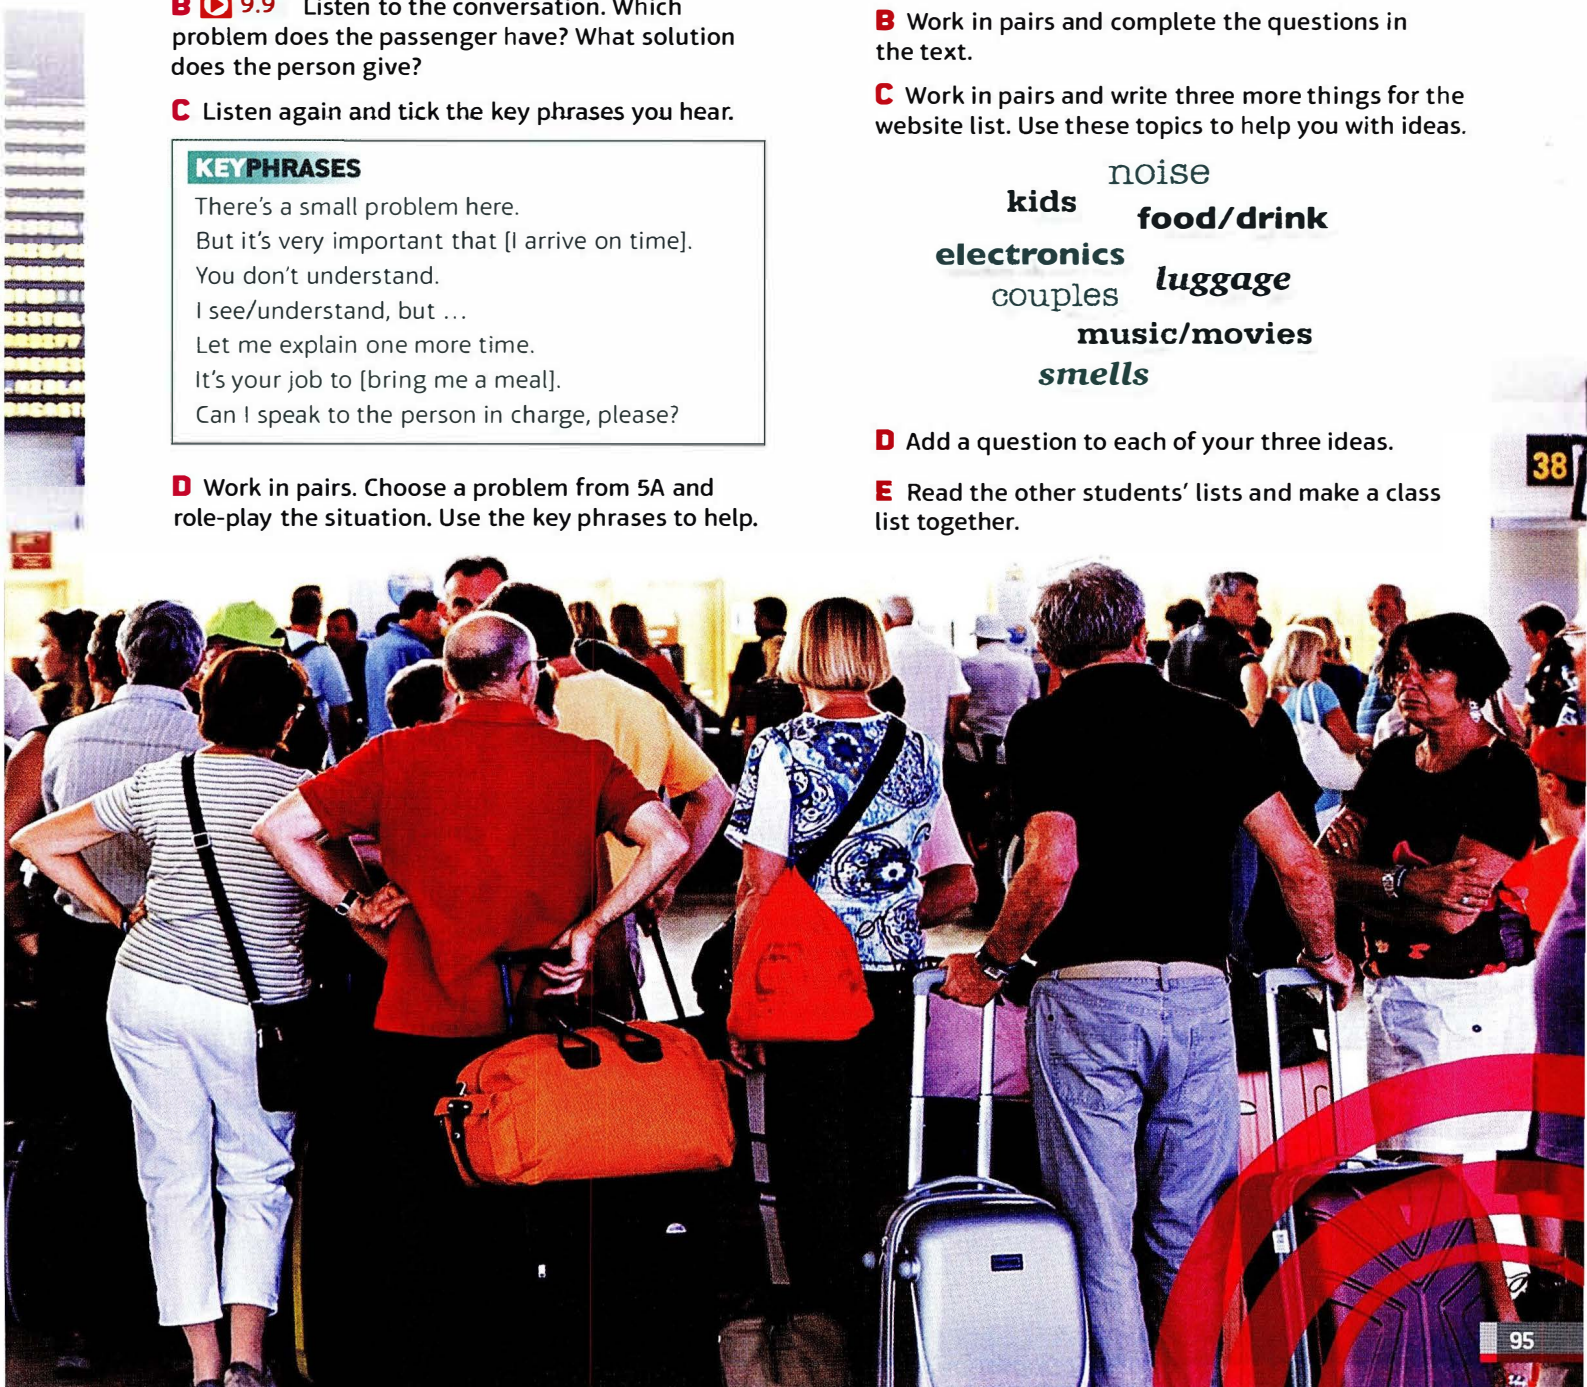 B 9.9 Listen to the conversation. Which
problem does the passenger have? What solution
does the person give?
C Listen again and tick the key phrases you hear.
KEYPHRASES
There's a small problem here.
But it's very important that [I arrive on time].
You don't understand.
I see/understand, but ...
Let me explain one more time.
It's your job to [bring me a meal].
Can I speak to the person in charge, please?
D Work in pairs. Choose a problem from 5A and
role-play the situation. Use the key phrases to help.
B Work in pairs and complete the questions in
the text.
C Work in pairs and write three more things for the
website list. Use these topics to help you with ideas.
noise
kids
food/drink
electronics
luggage
couples
music/movies
smells
D Add a question to each of your three ideas.
E Read the other students' lists and make a class
list together.
38
95